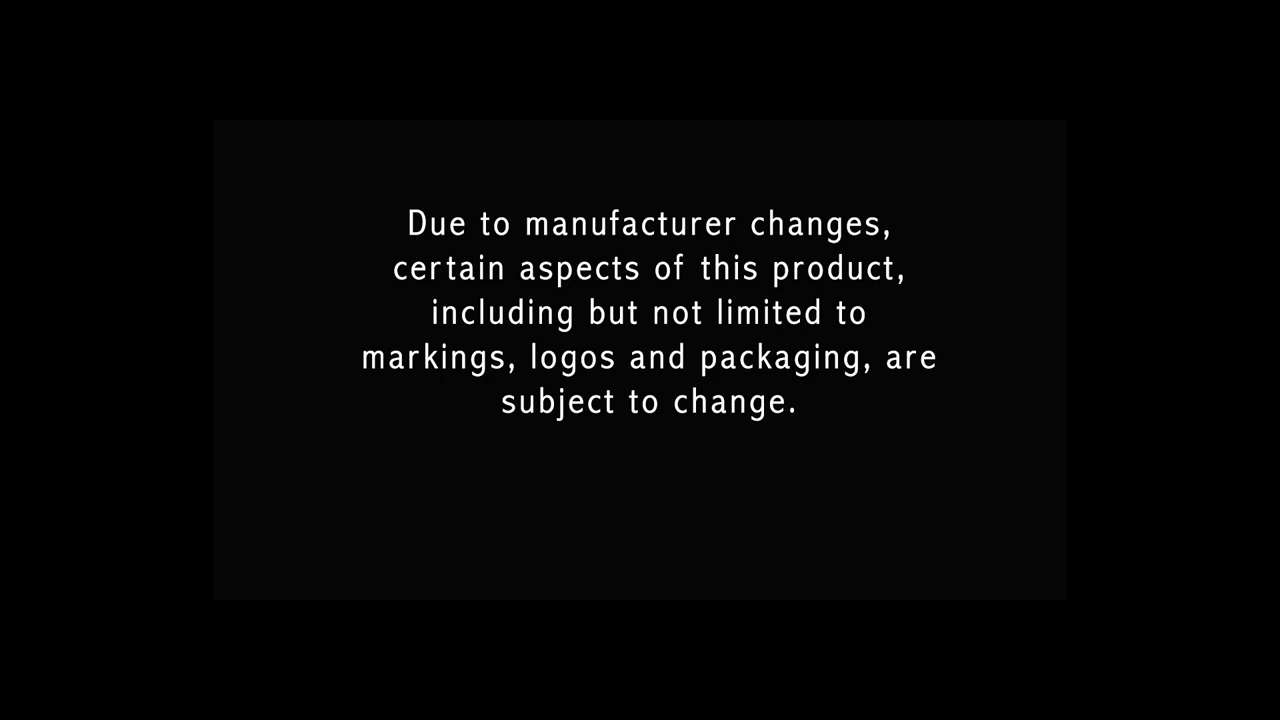 Due to manufacturer changes,
certain aspects of this product,
including but not limited to
markings, logos and packaging, are
subject to change.